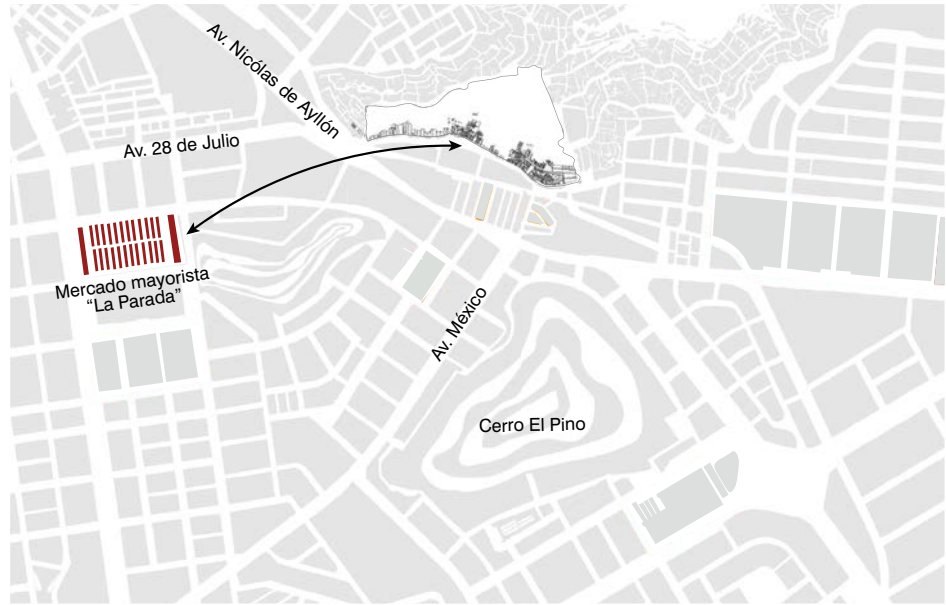 Av. Nicólas de Ayllón
Av. 28 de Julio
Mercado mayorista
“La Parada”
Av. México
Cerro El Pino